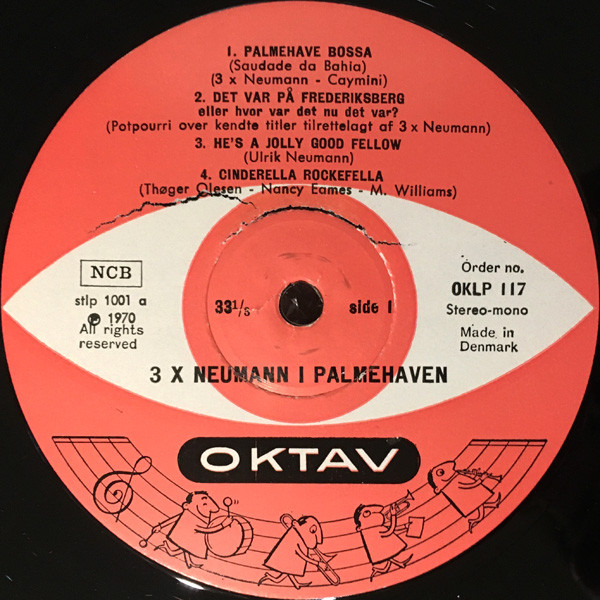 1. PALMEHAVE BOSSA
(Saudade da Bahia)
(3 x Neumann - Caymini)
2. DET VAR PÅ FREDERIKSBERG
eller hvor var det nu det var?
(Potpourri over kendte titler tilrettelagt af 3 x Neumann)
3. HE'S A JOLLY GOOD FELLOW
(Ulrik Neumann)
4. CINDERELLA ROCKEFELLA
(Thøger Olesen - Nancy Eames - M. Williams)
NCB
stlp 1001 a
℗ 1970
All rights
reserved
33 1/3
side 1
Order no.
OKLP 117
Stereo-mono
Made in
Denmark
3 X NEUMANN I PALMEHAVEN
OKTAV